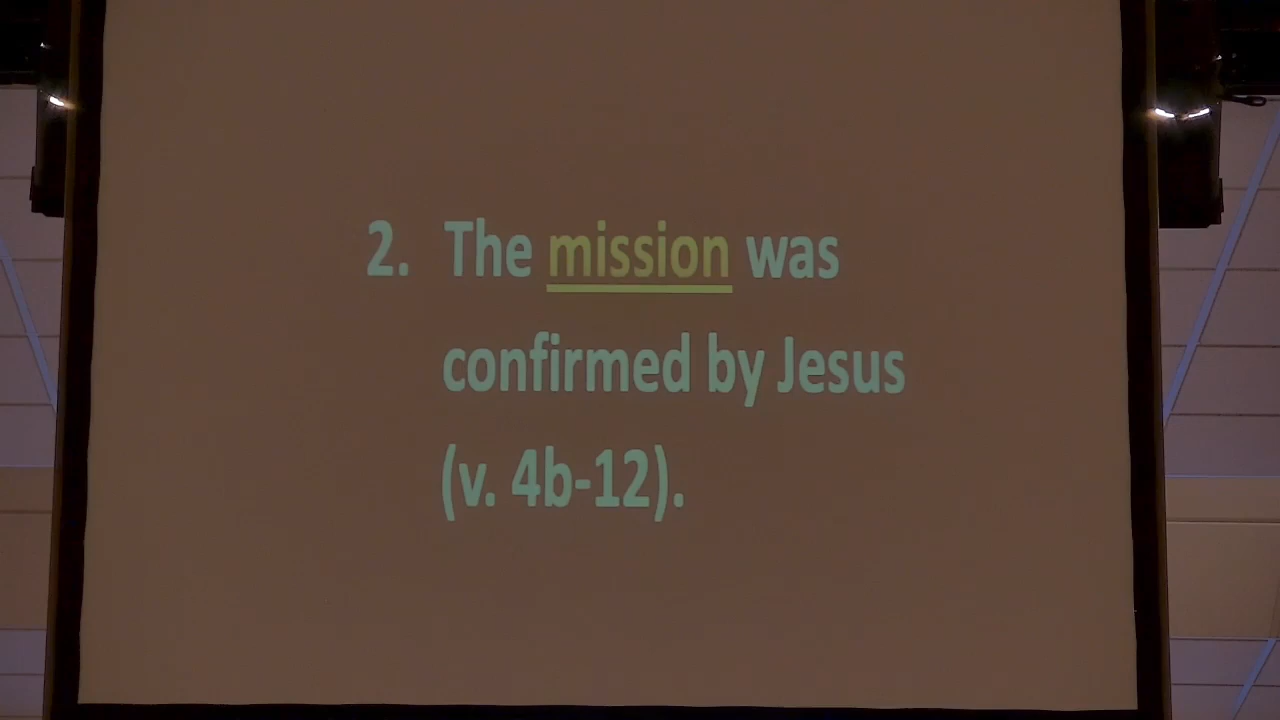 2. The mission was
confirmed by Jesus
(v. 4b-12).